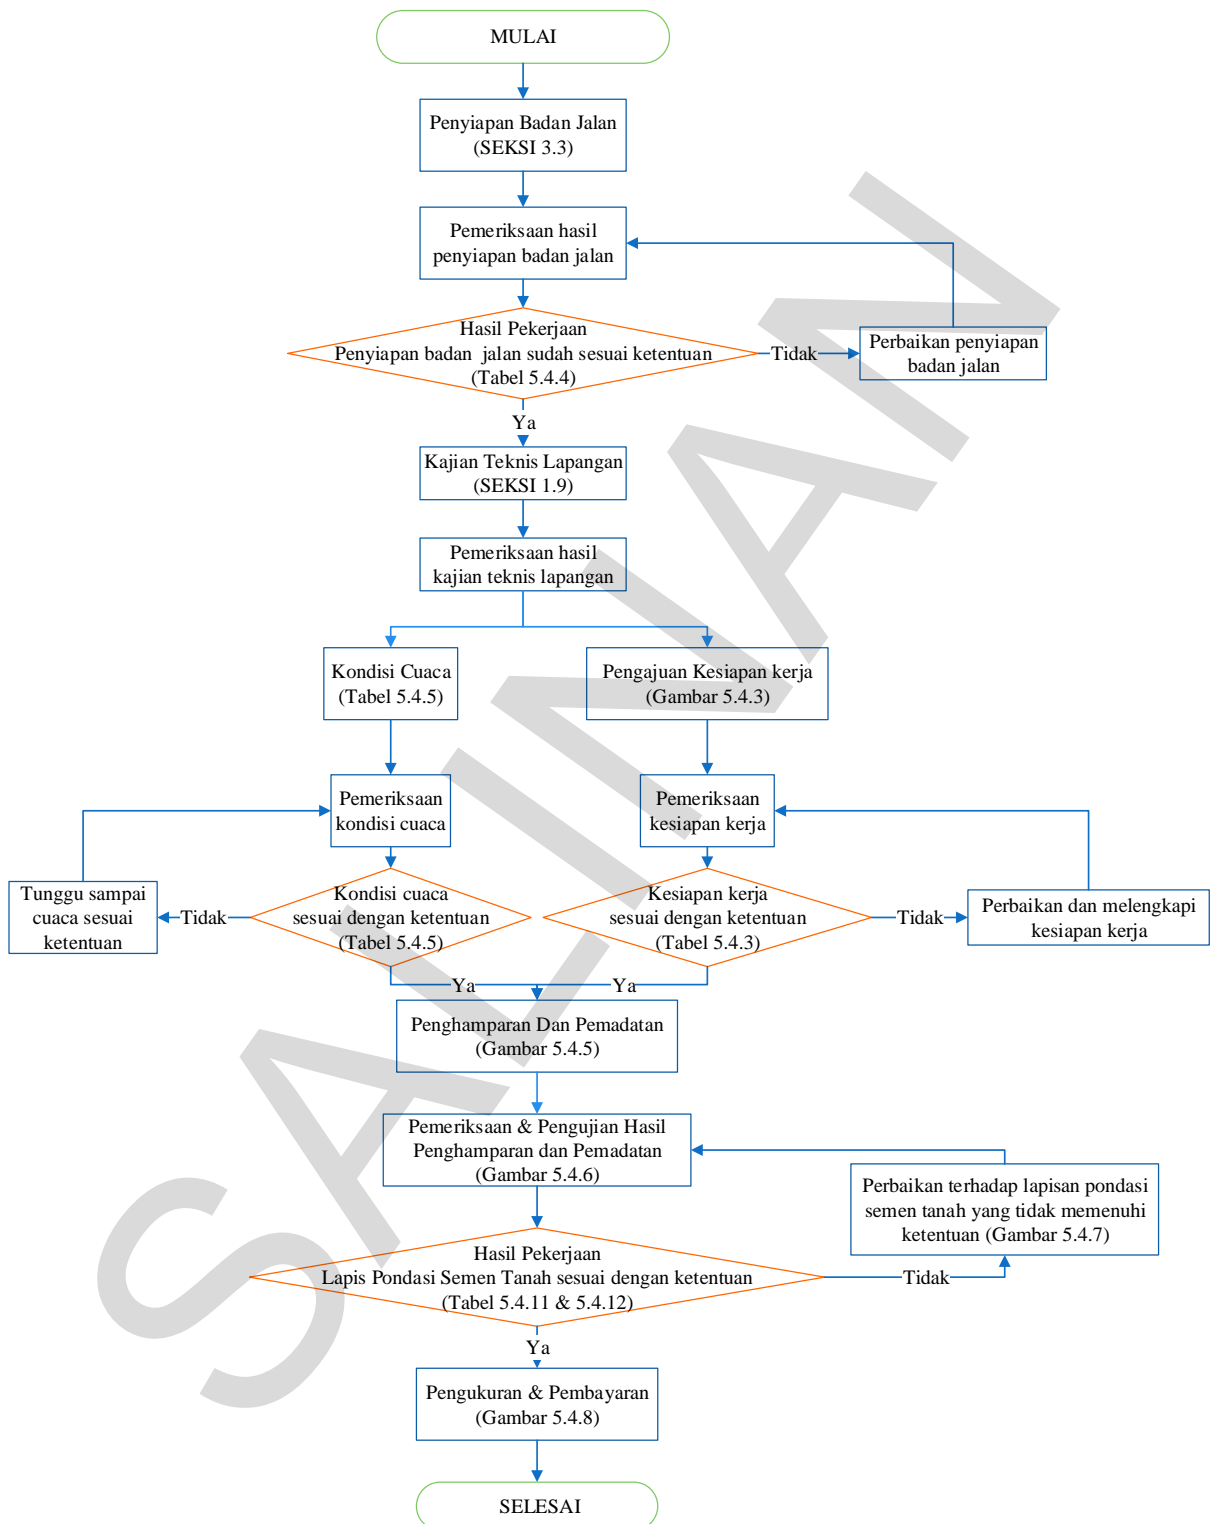 MULAI
Penyiapan Badan Jalan
(SEKSI 3.3)
Pemeriksaan hasil
penyiapan badan jalan
Hasil Pekerjaan
Penyiapan badan jalan sudah sesuai ketentuan
(Tabel 5.4.4)
Tidak
Perbaikan penyiapan
badan jalan
Ya
Kajian Teknis Lapangan
(SEKSI 1.9)
Pemeriksaan hasil
kajian teknis lapangan
Kondisi Cuaca
(Tabel 5.4.5)
Pengajuan Kesiapan kerja
(Gambar 5.4.3)
Pemeriksaan
kondisi cuaca
Pemeriksaan
kesiapan kerja
Tunggu sampai
cuaca sesuai
ketentuan
Tidak
Kondisi cuaca
sesuai dengan ketentuan
(Tabel 5.4.5)
Kesiapan kerja
sesuai dengan ketentuan
(Tabel 5.4.3)
Tidak
Perbaikan dan melengkapi
kesiapan kerja
Ya
Ya
Penghamparan Dan Pemadatan
(Gambar 5.4.5)
Pemeriksaan & Pengujian Hasil
Penghamparan dan Pemadatan
(Gambar 5.4.6)
Perbaikan terhadap lapisan pondasi
semen tanah yang tidak memenuhi
ketentuan (Gambar 5.4.7)
Hasil Pekerjaan
Lapis Pondasi Semen Tanah sesuai dengan ketentuan
(Tabel 5.4.11 & 5.4.12)
Tidak
Ya
Pengukuran & Pembayaran
(Gambar 5.4.8)
SELESAI
SALINAN